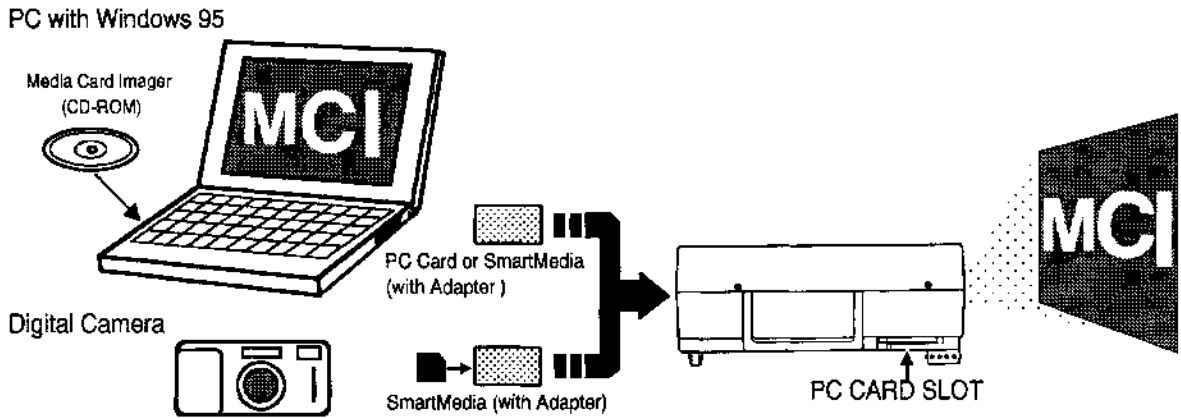 PC with Windows 95
Media Card Imager
(CD-ROM)
MCI
PC Card or SmartMedia
(with Adapter )
MCI
Digital Camera
SmartMedia (with Adapter)
PC CARD SLOT